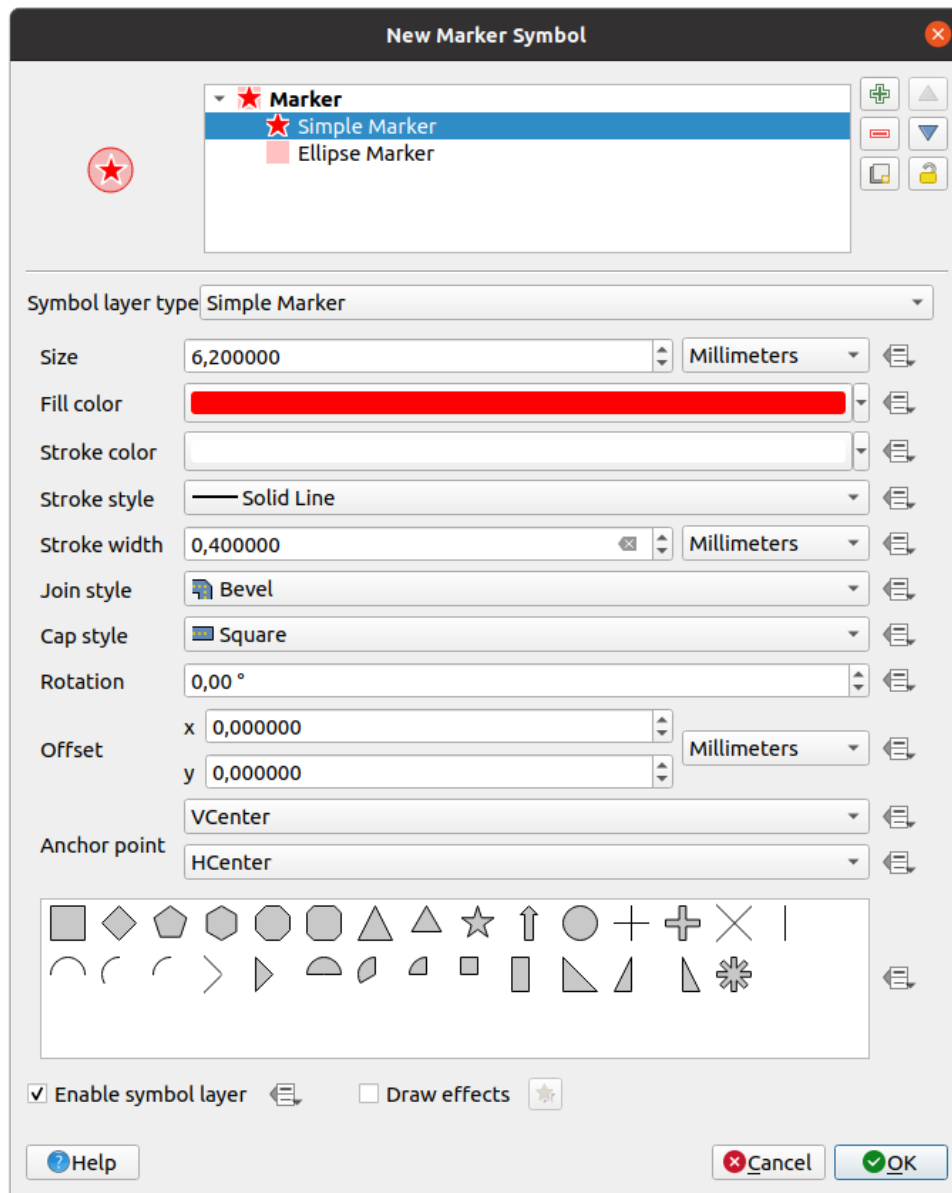 New Marker Symbol
Marker
Simple Marker
Ellipse Marker
Symbol layer type Simple Marker
Size 6,200000 Millimeters
Fill color
Stroke color
Stroke style Solid Line
Stroke width 0,400000 Millimeters
Join style Bevel
Cap style Square
Rotation 0,00 °
Offset x 0,000000 Millimeters
y 0,000000
Anchor point VCenter
HCenter
Enable symbol layer Draw effects
Help Cancel OK